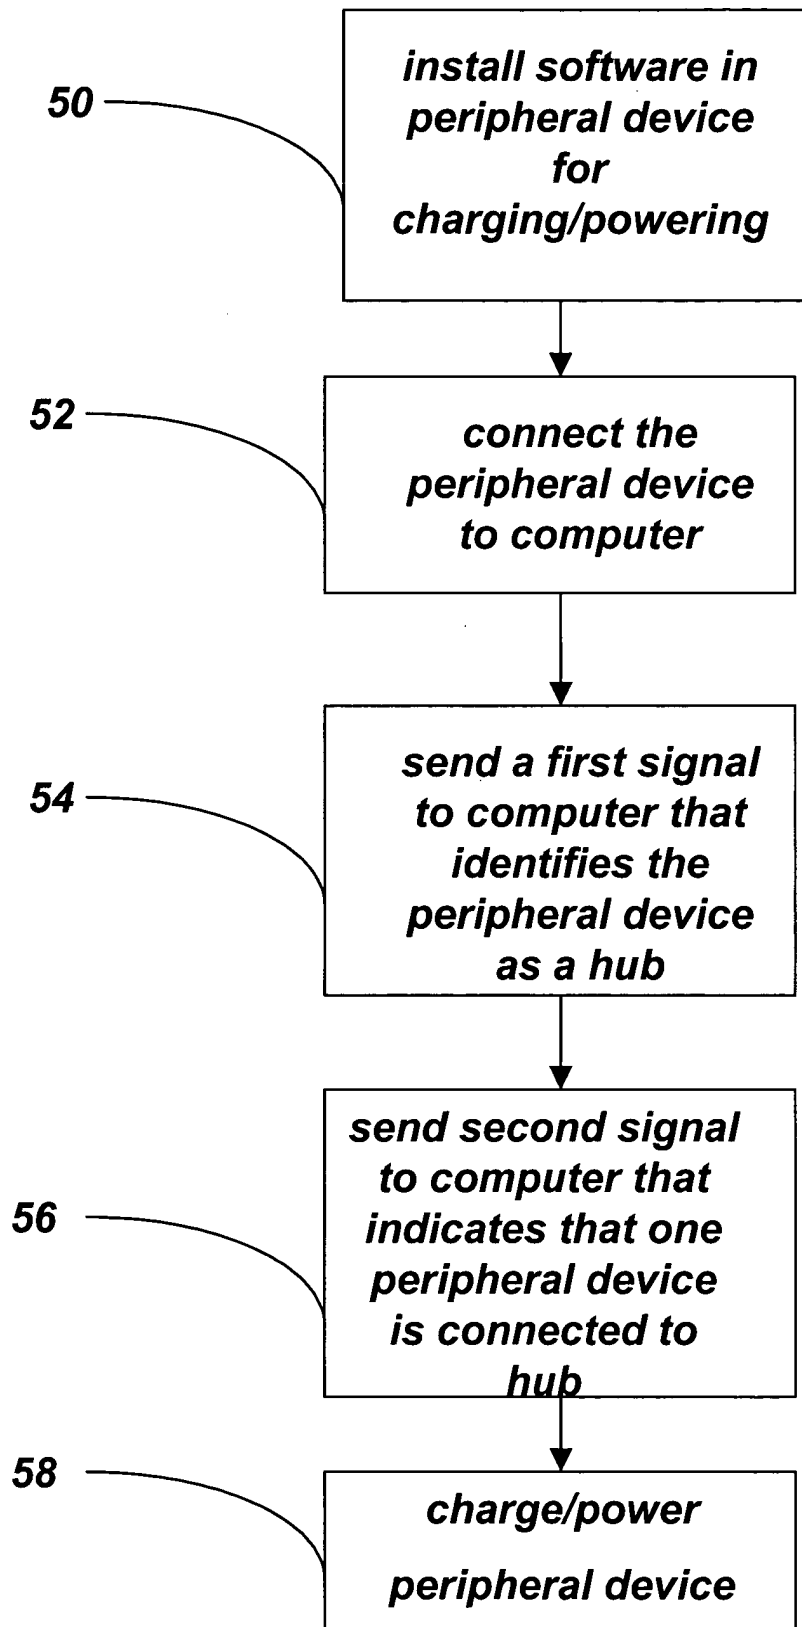 50
install software in
peripheral device
for
charging/powering
52
connect the
peripheral device
to computer
54
send a first signal
to computer that
identifies the
peripheral device
as a hub
56
send second signal
to computer that
indicates that one
peripheral device
is connected to
hub
58
charge/power
peripheral device